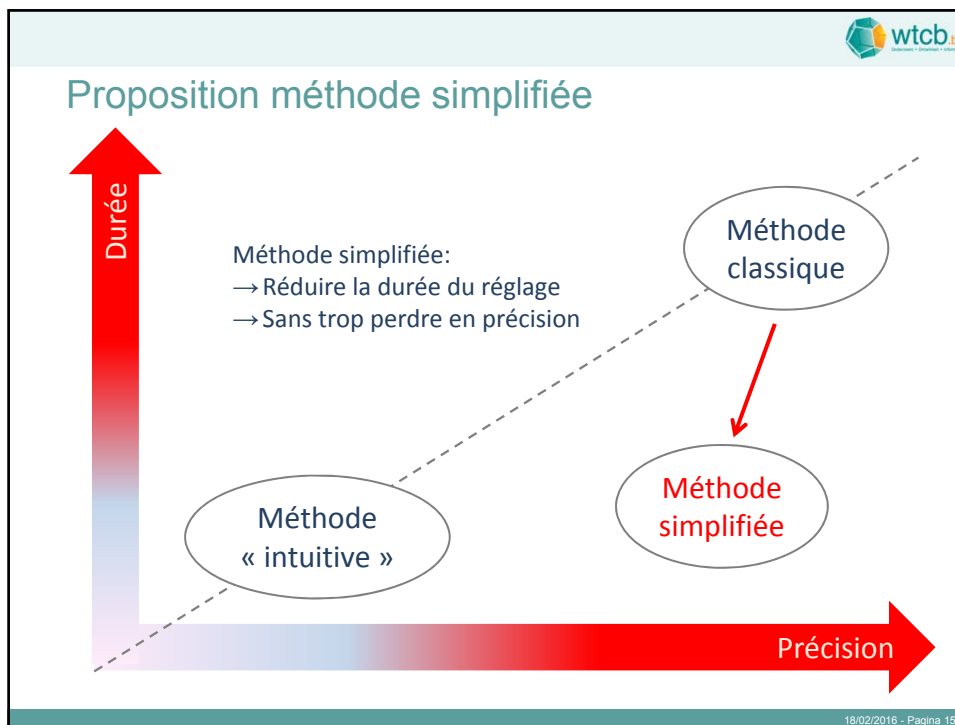 wtcb.b
Proposition méthode simplifiée
Durée
Méthode simplifiée:
→ Réduire la durée du réglage
→ Sans trop perdre en précision
Méthode
classique
Méthode
simplifiée
Méthode
« intuitive »
Précision
18/02/2016 - Pagina 15